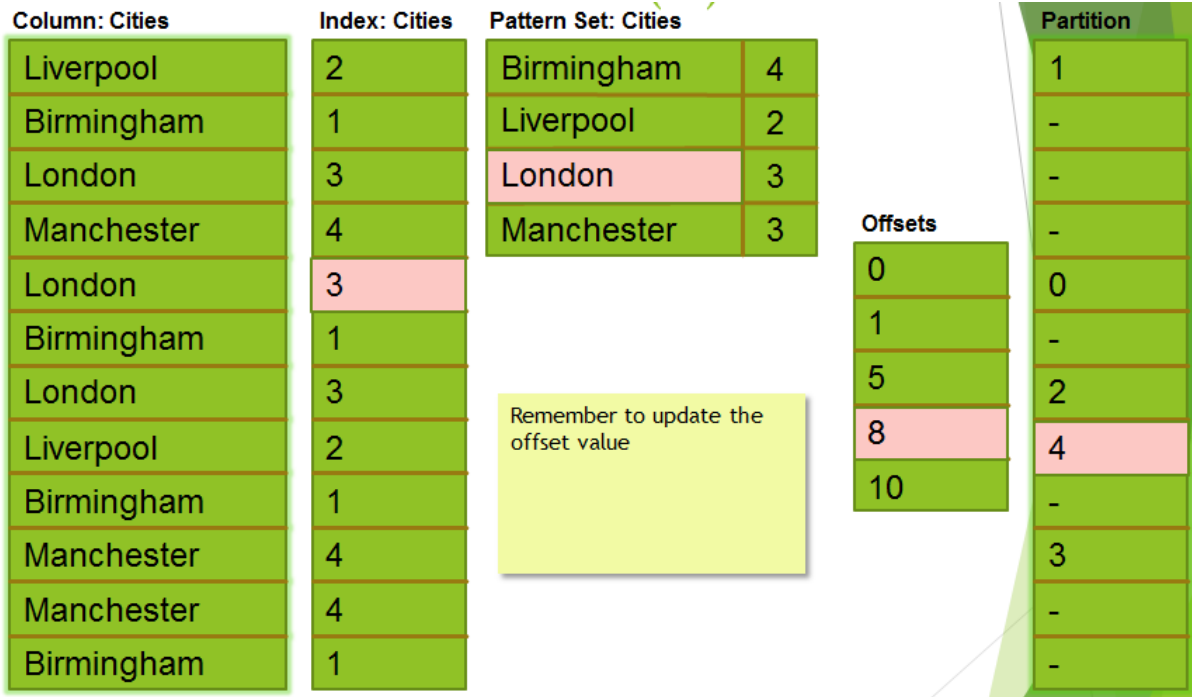 Column: Cities
Liverpool
Birmingham
London
Manchester
London
Birmingham
London
Liverpool
Birmingham
Manchester
Manchester
Birmingham
Index: Cities
2
1
3
4
3
1
3
2
1
4
4
1
Pattern Set: Cities
Birmingham 4
Liverpool 2
London 3
Manchester 3
Remember to update the
offset value
Offsets
0
1
5
8
10
Partition
1
-
-
-
0
-
2
4
-
3
-
-